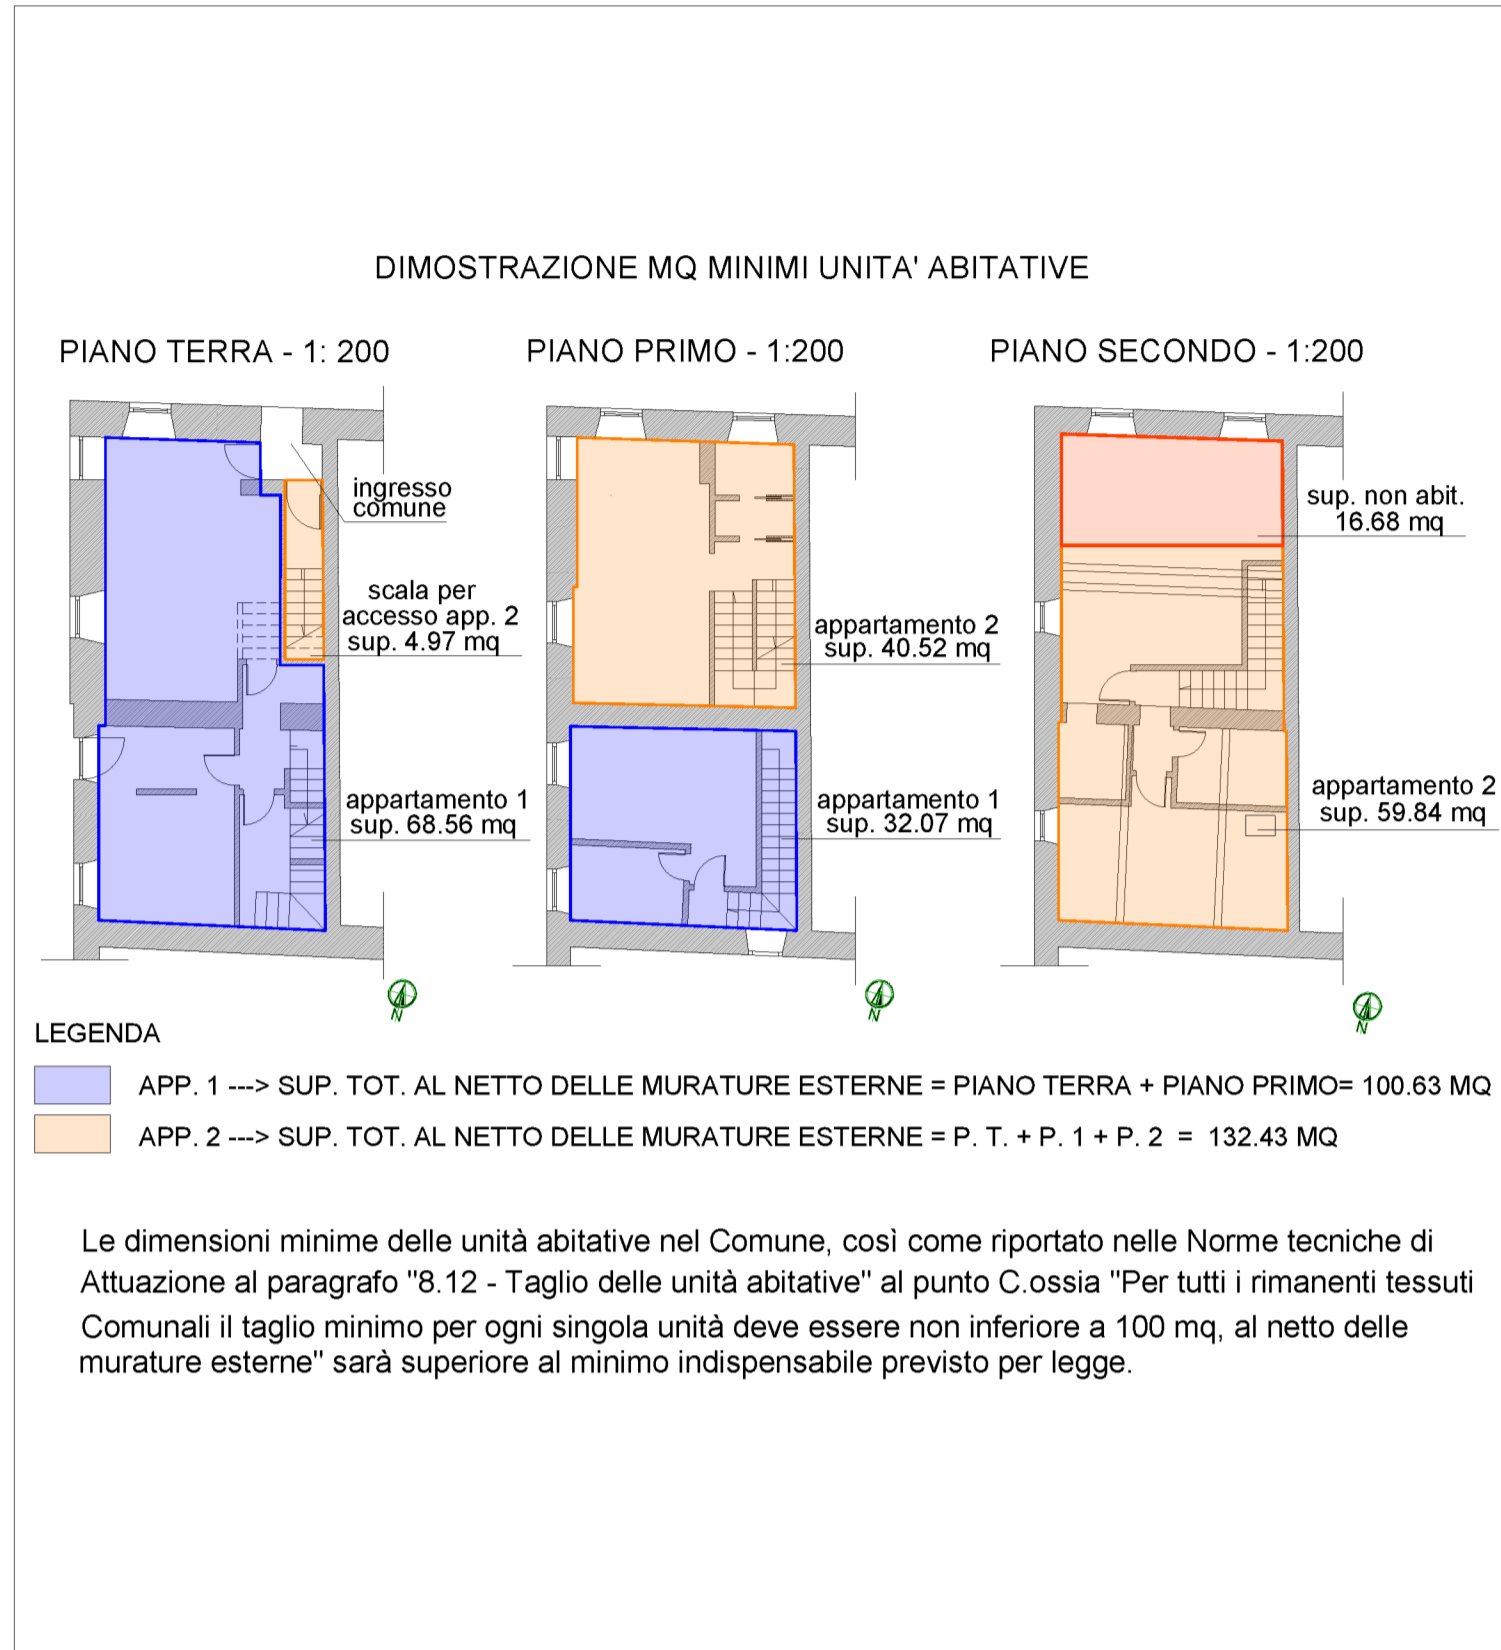 DIMOSTRAZIONE MQ MINIMI UNITA' ABITATIVE
PIANO TERRA - 1: 200
PIANO PRIMO - 1:200
PIANO SECONDO - 1:200
ingresso
comune
scala per
accesso app. 2
sup. 4.97 mq
appartamento 1
sup. 68.56 mq
appartamento 2
sup. 40.52 mq
appartamento 1
sup. 32.07 mq
sup. non abit.
16.68 mq
appartamento 2
sup. 59.84 mq
N
N
N
LEGENDA
APP. 1 ---> SUP. TOT. AL NETTO DELLE MURATURE ESTERNE = PIANO TERRA + PIANO PRIMO= 100.63 MQ
APP. 2 ---> SUP. TOT. AL NETTO DELLE MURATURE ESTERNE = P. T. + P. 1 + P. 2 = 132.43 MQ
Le dimensioni minime delle unità abitative nel Comune, così come riportato nelle Norme tecniche di
Attuazione al paragrafo "8.12 - Taglio delle unità abitative" al punto C.ossia "Per tutti i rimanenti tessuti
Comunali il taglio minimo per ogni singola unità deve essere non inferiore a 100 mq, al netto delle
murature esterne" sarà superiore al minimo indispensabile previsto per legge.